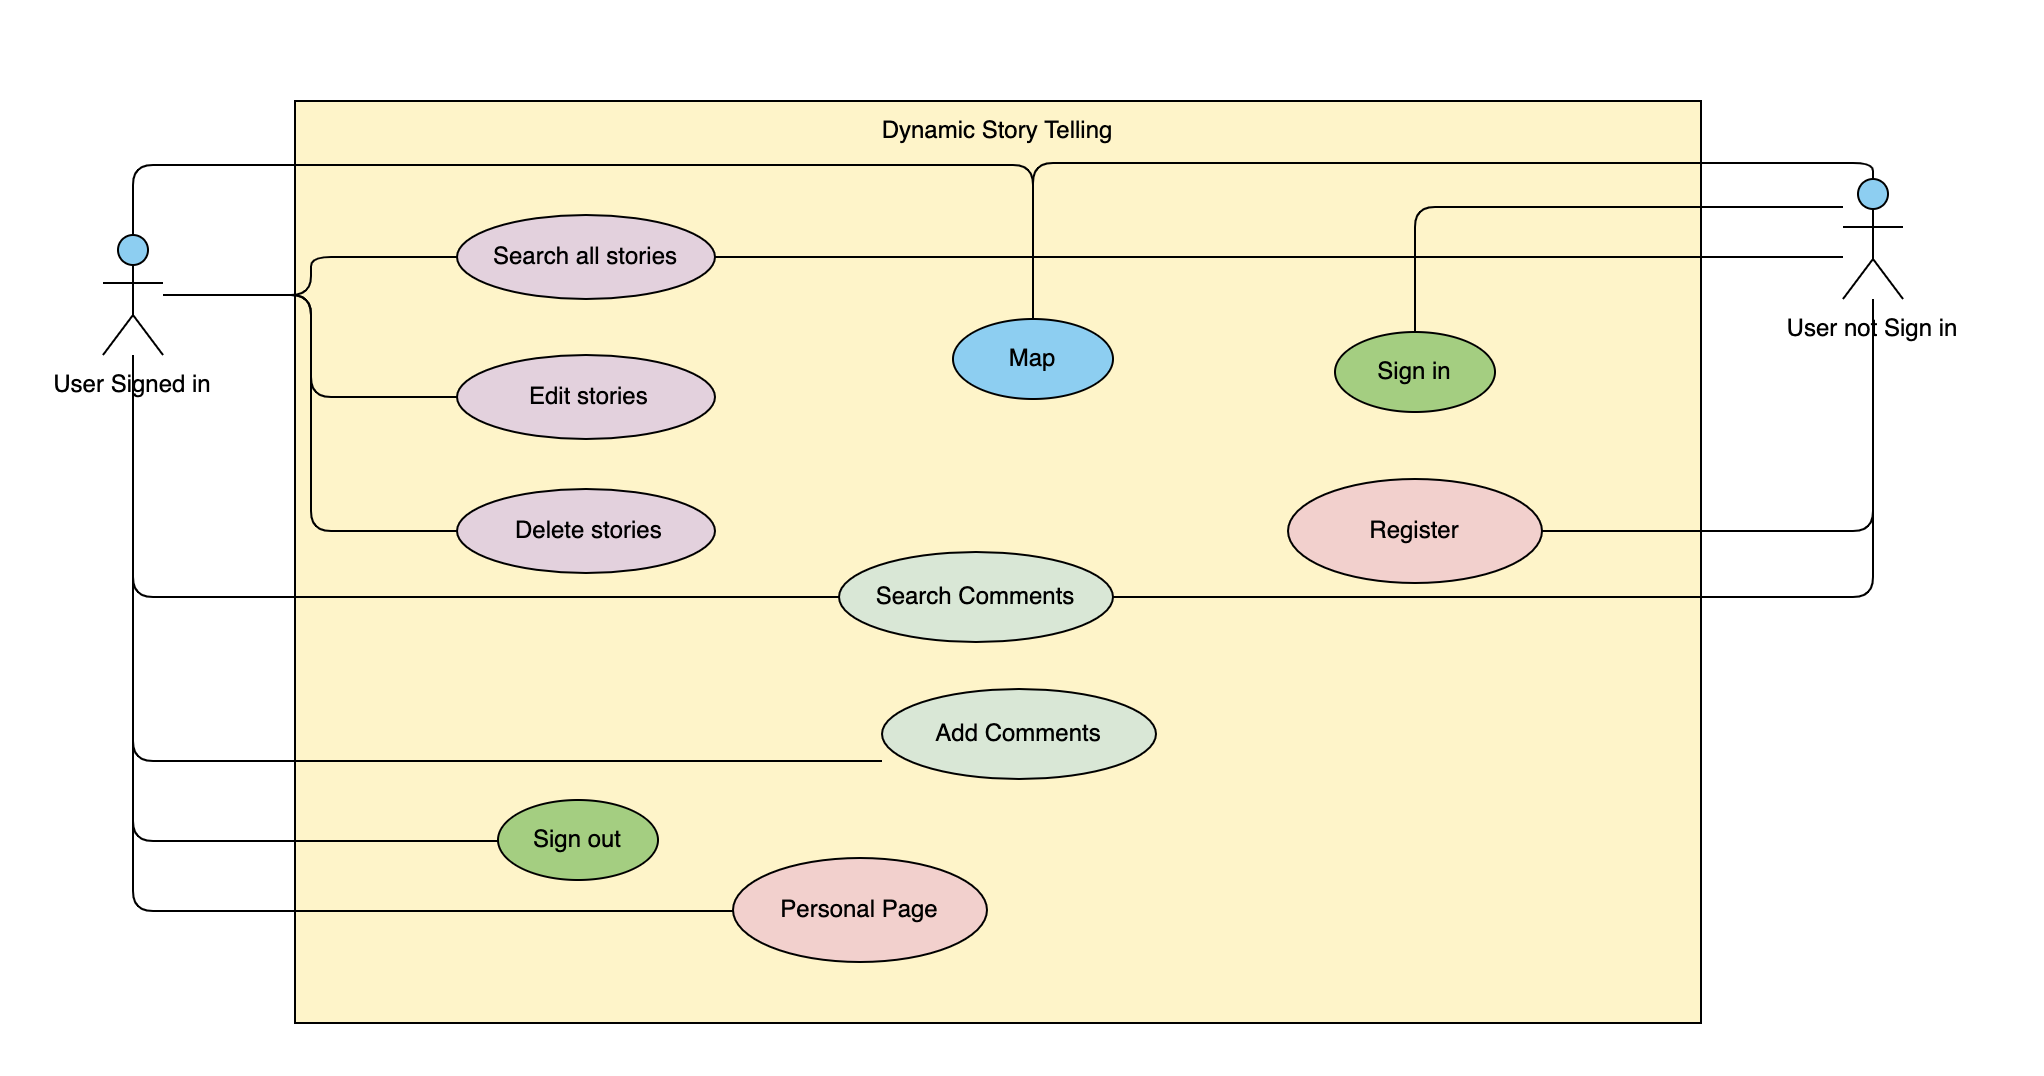 Dynamic Story Telling
Search all stories
User not Sign in
Map
Sign in
User Signed in
Edit stories
Delete stories
Register
Search Comments
Add Comments
Sign out
Personal Page